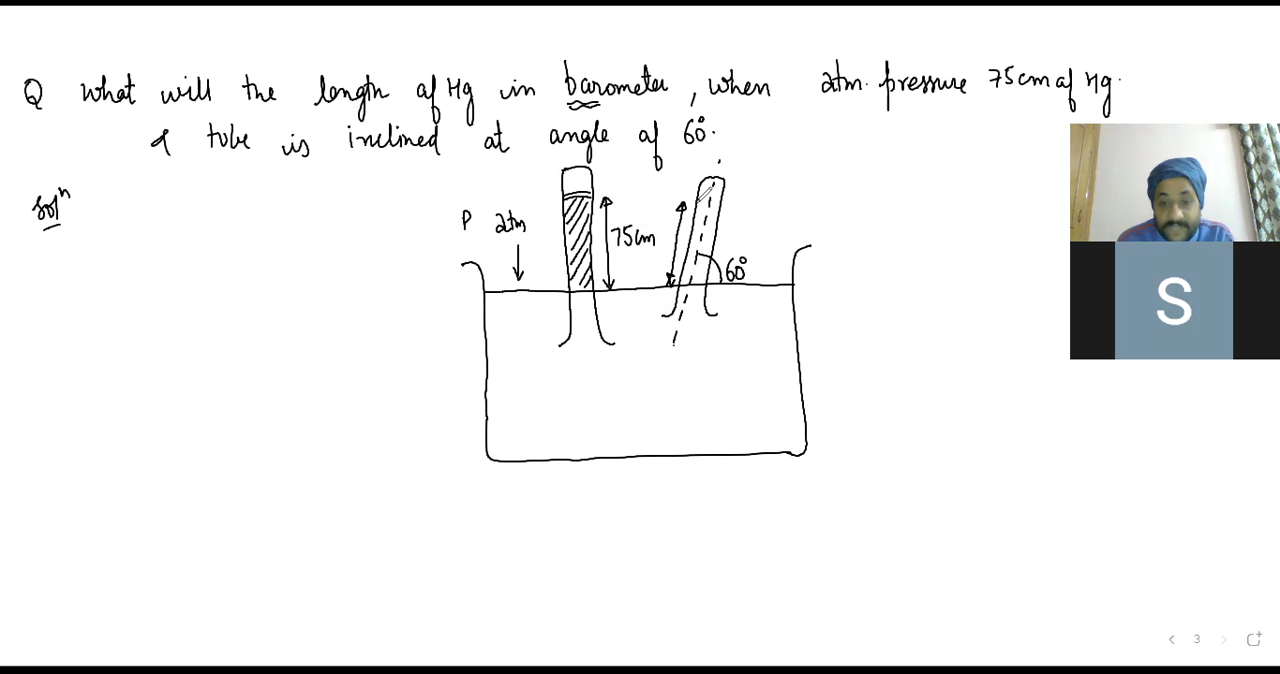 Q what will the length of Hg in barometer, when atm. pressure 75cm of Hg.
& tube is inclined at angle of 60°.
Solⁿ
P atm
75cm
60°
S
< 3 >